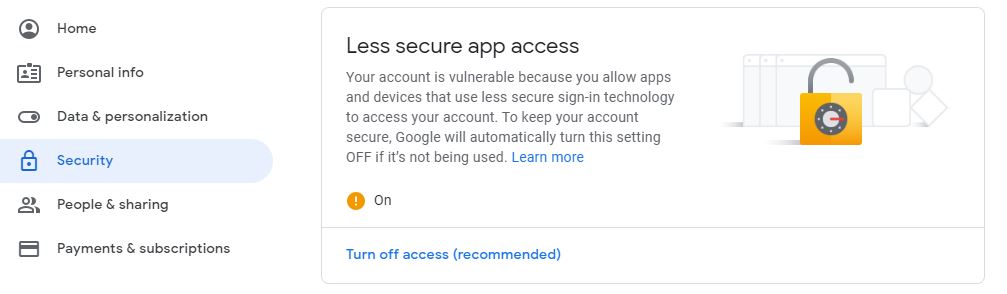 Home
Personal info
Data & personalization
Security
People & sharing
Payments & subscriptions
Less secure app access
Your account is vulnerable because you allow apps
and devices that use less secure sign-in technology
to access your account. To keep your account
secure, Google will automatically turn this setting
OFF if it's not being used. Learn more
On
Turn off access (recommended)